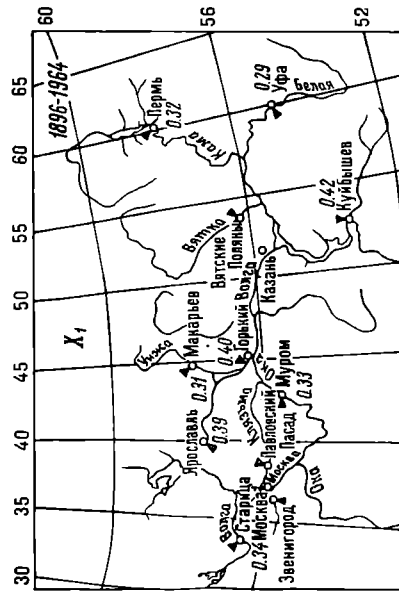 30 35 40 45 50 55 60 65
60
1896-1964
X₁
Унжа
Макарьев
0.31
Ярославль
0.39
Вятка
Вятские
Поляны
Пермь
0.32
Кама
56
Волга
Старица
0.34
Москва
Звенигород
Клязьма
Павловский
Посад
Москва
Ока
0.40
Горький
Волга
Ока
Муром
0.33
Казань
0.42
Куйбышев
0.29
Уфа
Белая
52